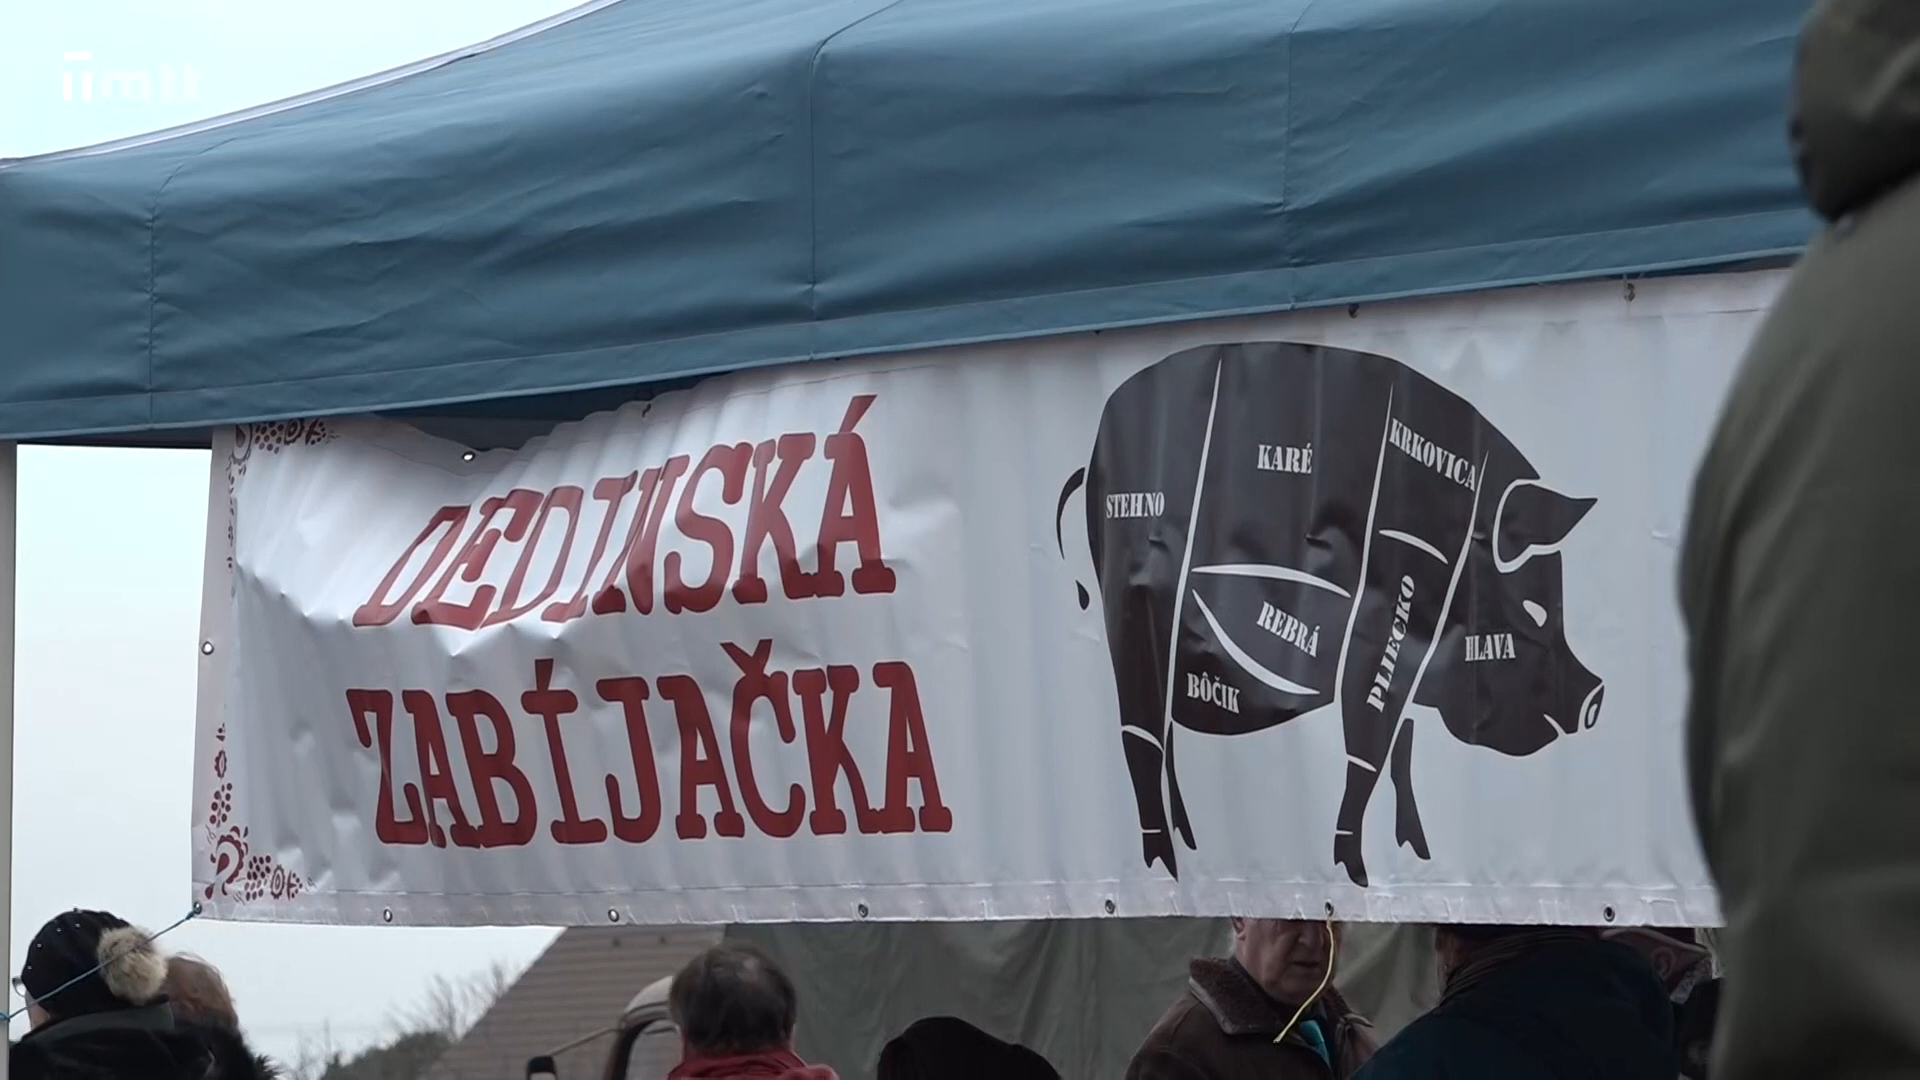 DEDINSKÁ
ZABÍJAČKA
STEHNO
KARÉ
KRKOVICA
REBRÁ
BÔČIK
PLIECKO
HLAVA